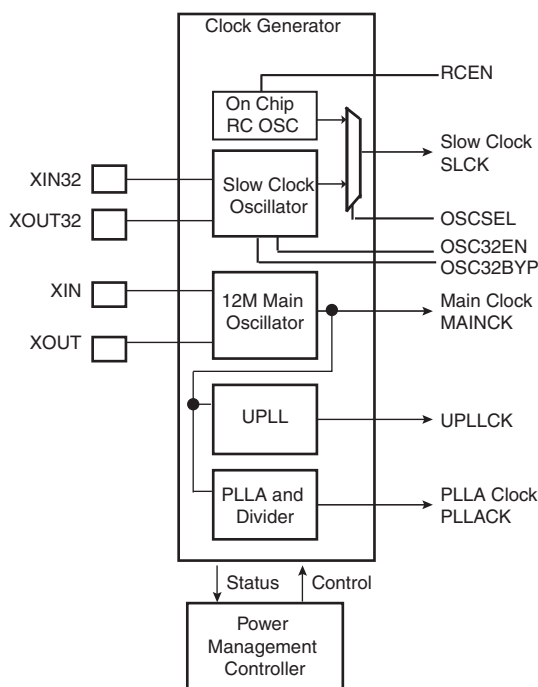 Clock Generator
RCEN
On Chip
RC OSC
Slow Clock
SLCK
XIN32
Slow Clock
Oscillator
XOUT32
OSCSEL
OSC32EN
OSC32BYP
XIN
12M Main
Oscillator
Main Clock
MAINCK
XOUT
UPLL
UPLLCK
PLLA and
Divider
PLLA Clock
PLLACK
Status
Control
Power
Management
Controller